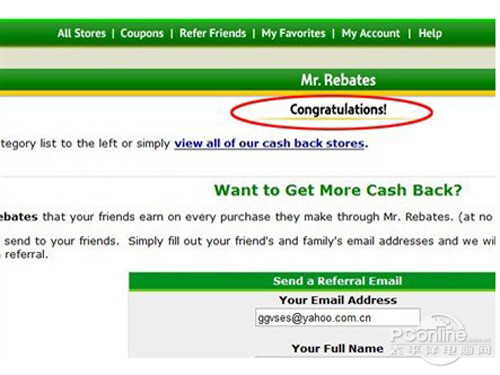 All Stores | Coupons | Refer Friends | My Favorites | My Account | Help
Mr. Rebates
Congratulations!
ategory list to the left or simply view all of our cash back stores.
Want to Get More Cash Back?
ebates that your friends earn on every purchase they make through Mr. Rebates. (at no
send to your friends. Simply fill out your friend's and family's email addresses and we wil
referral.
Send a Referral Email
Your Email Address
ggvses@yahoo.com.cn
Your Full Name
PConline.com.cn
太平洋电脑网